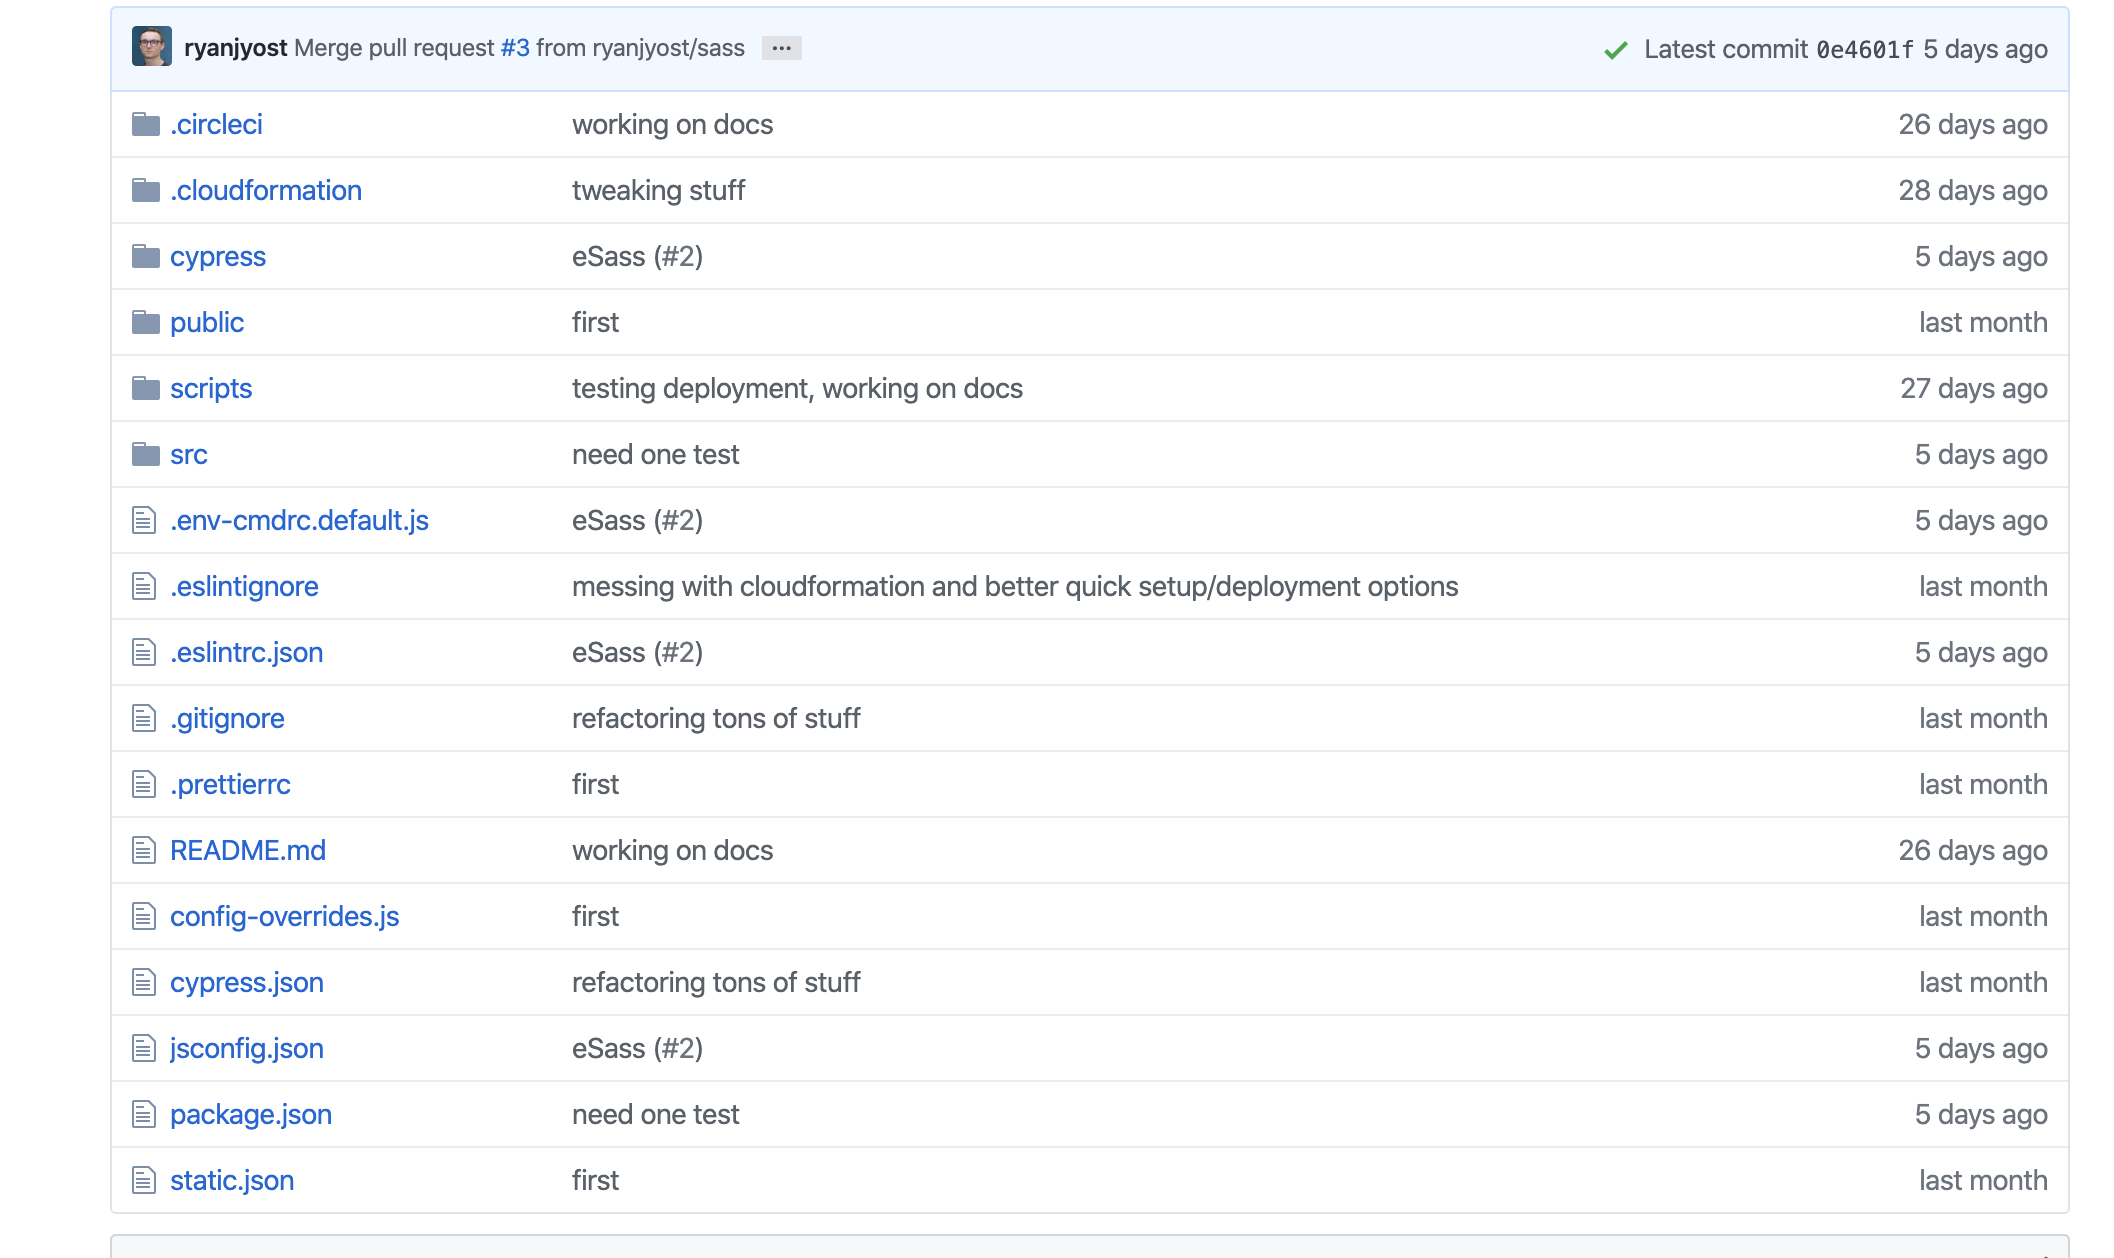 ryanjyost Merge pull request #3 from ryanjyost/sass ··· Latest commit 0e4601f 5 days ago
.circleci working on docs 26 days ago
.cloudformation tweaking stuff 28 days ago
cypress eSass (#2) 5 days ago
public first last month
scripts testing deployment, working on docs 27 days ago
src need one test 5 days ago
.env-cmdrc.default.js eSass (#2) 5 days ago
.eslintignore messing with cloudformation and better quick setup/deployment options last month
.eslintrc.json eSass (#2) 5 days ago
.gitignore refactoring tons of stuff last month
.prettierrc first last month
README.md working on docs 26 days ago
config-overrides.js first last month
cypress.json refactoring tons of stuff last month
jsconfig.json eSass (#2) 5 days ago
package.json need one test 5 days ago
static.json first last month